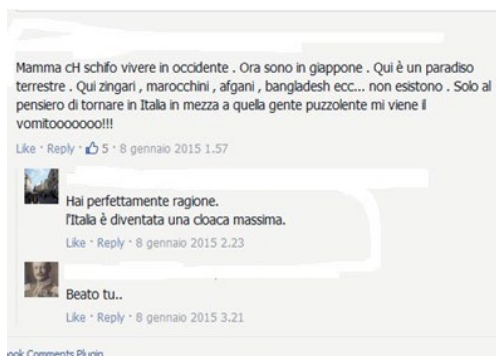 Mamma cH schifo vivere in occidente . Ora sono in giappone . Qui è un paradiso
terrestre . Qui zingari , marocchini , afgani , bangladesh ecc... non esistono . Solo al
pensiero di tornare in Italia in mezza a quella gente puzzolente mi viene il
vomitooooooo!!!
Like · Reply · 5 · 8 gennaio 2015 1.57
Hai perfettamente ragione.
l'Italia è diventata una cloaca massima.
Like · Reply · 8 gennaio 2015 2.23
Beato tu..
Like · Reply · 8 gennaio 2015 3.21
ook Comments Plugin